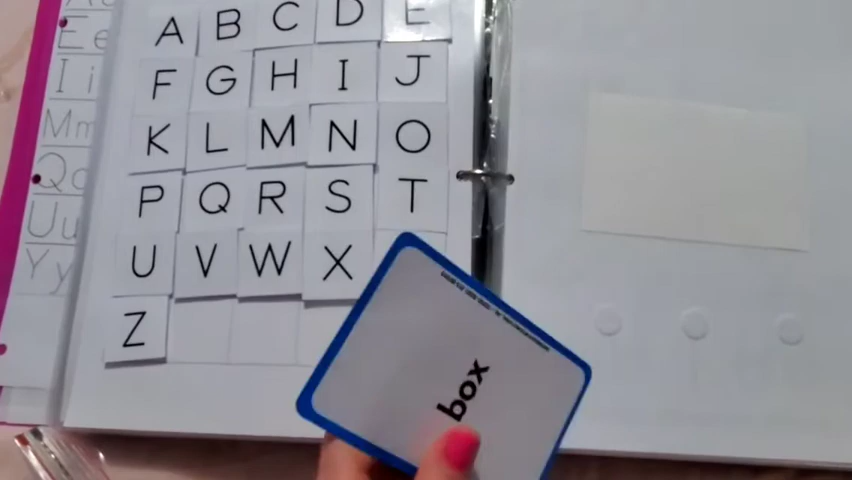 A B C D E
F G H I J
K L M N O
P Q R S T
U V W X
Z
Ee
Ii
Mm
Qq
Uu
Yy
box